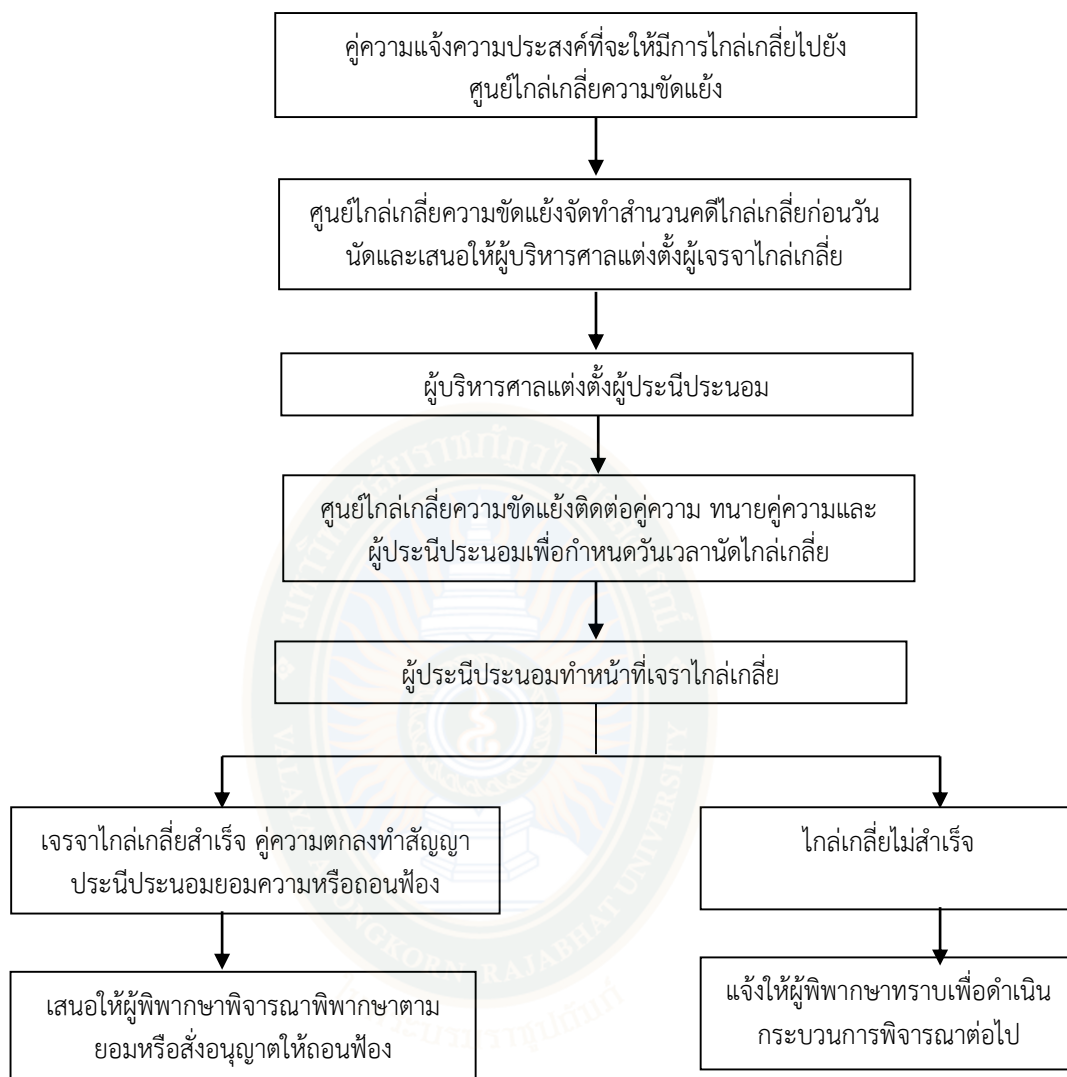 คู่ความแจ้งความประสงค์ที่จะให้มีการไกล่เกลี่ยไปยัง
ศูนย์ไกล่เกลี่ยความขัดแย้ง
ศูนย์ไกล่เกลี่ยความขัดแย้งจัดทำสำนวนคดีไกล่เกลี่ยก่อนวัน
นัดและเสนอให้ผู้บริหารศาลแต่งตั้งผู้เจรจาไกล่เกลี่ย
ผู้บริหารศาลแต่งตั้งผู้ประนีประนอม
ศูนย์ไกล่เกลี่ยความขัดแย้งติดต่อคู่ความ ทนายคู่ความและ
ผู้ประนีประนอมเพื่อกำหนดวันเวลานัดไกล่เกลี่ย
ผู้ประนีประนอมทำหน้าที่เจราไกล่เกลี่ย
เจรจาไกล่เกลี่ยสำเร็จ คู่ความตกลงทำสัญญา
ประนีประนอมยอมความหรือถอนฟ้อง
ไกล่เกลี่ยไม่สำเร็จ
เสนอให้ผู้พิพากษาพิจารณาพิพากษาตาม
ยอมหรือสั่งอนุญาตให้ถอนฟ้อง
แจ้งให้ผู้พิพากษาทราบเพื่อดำเนิน
กระบวนการพิจารณาต่อไป
RAJABHAT UNIVERSITY